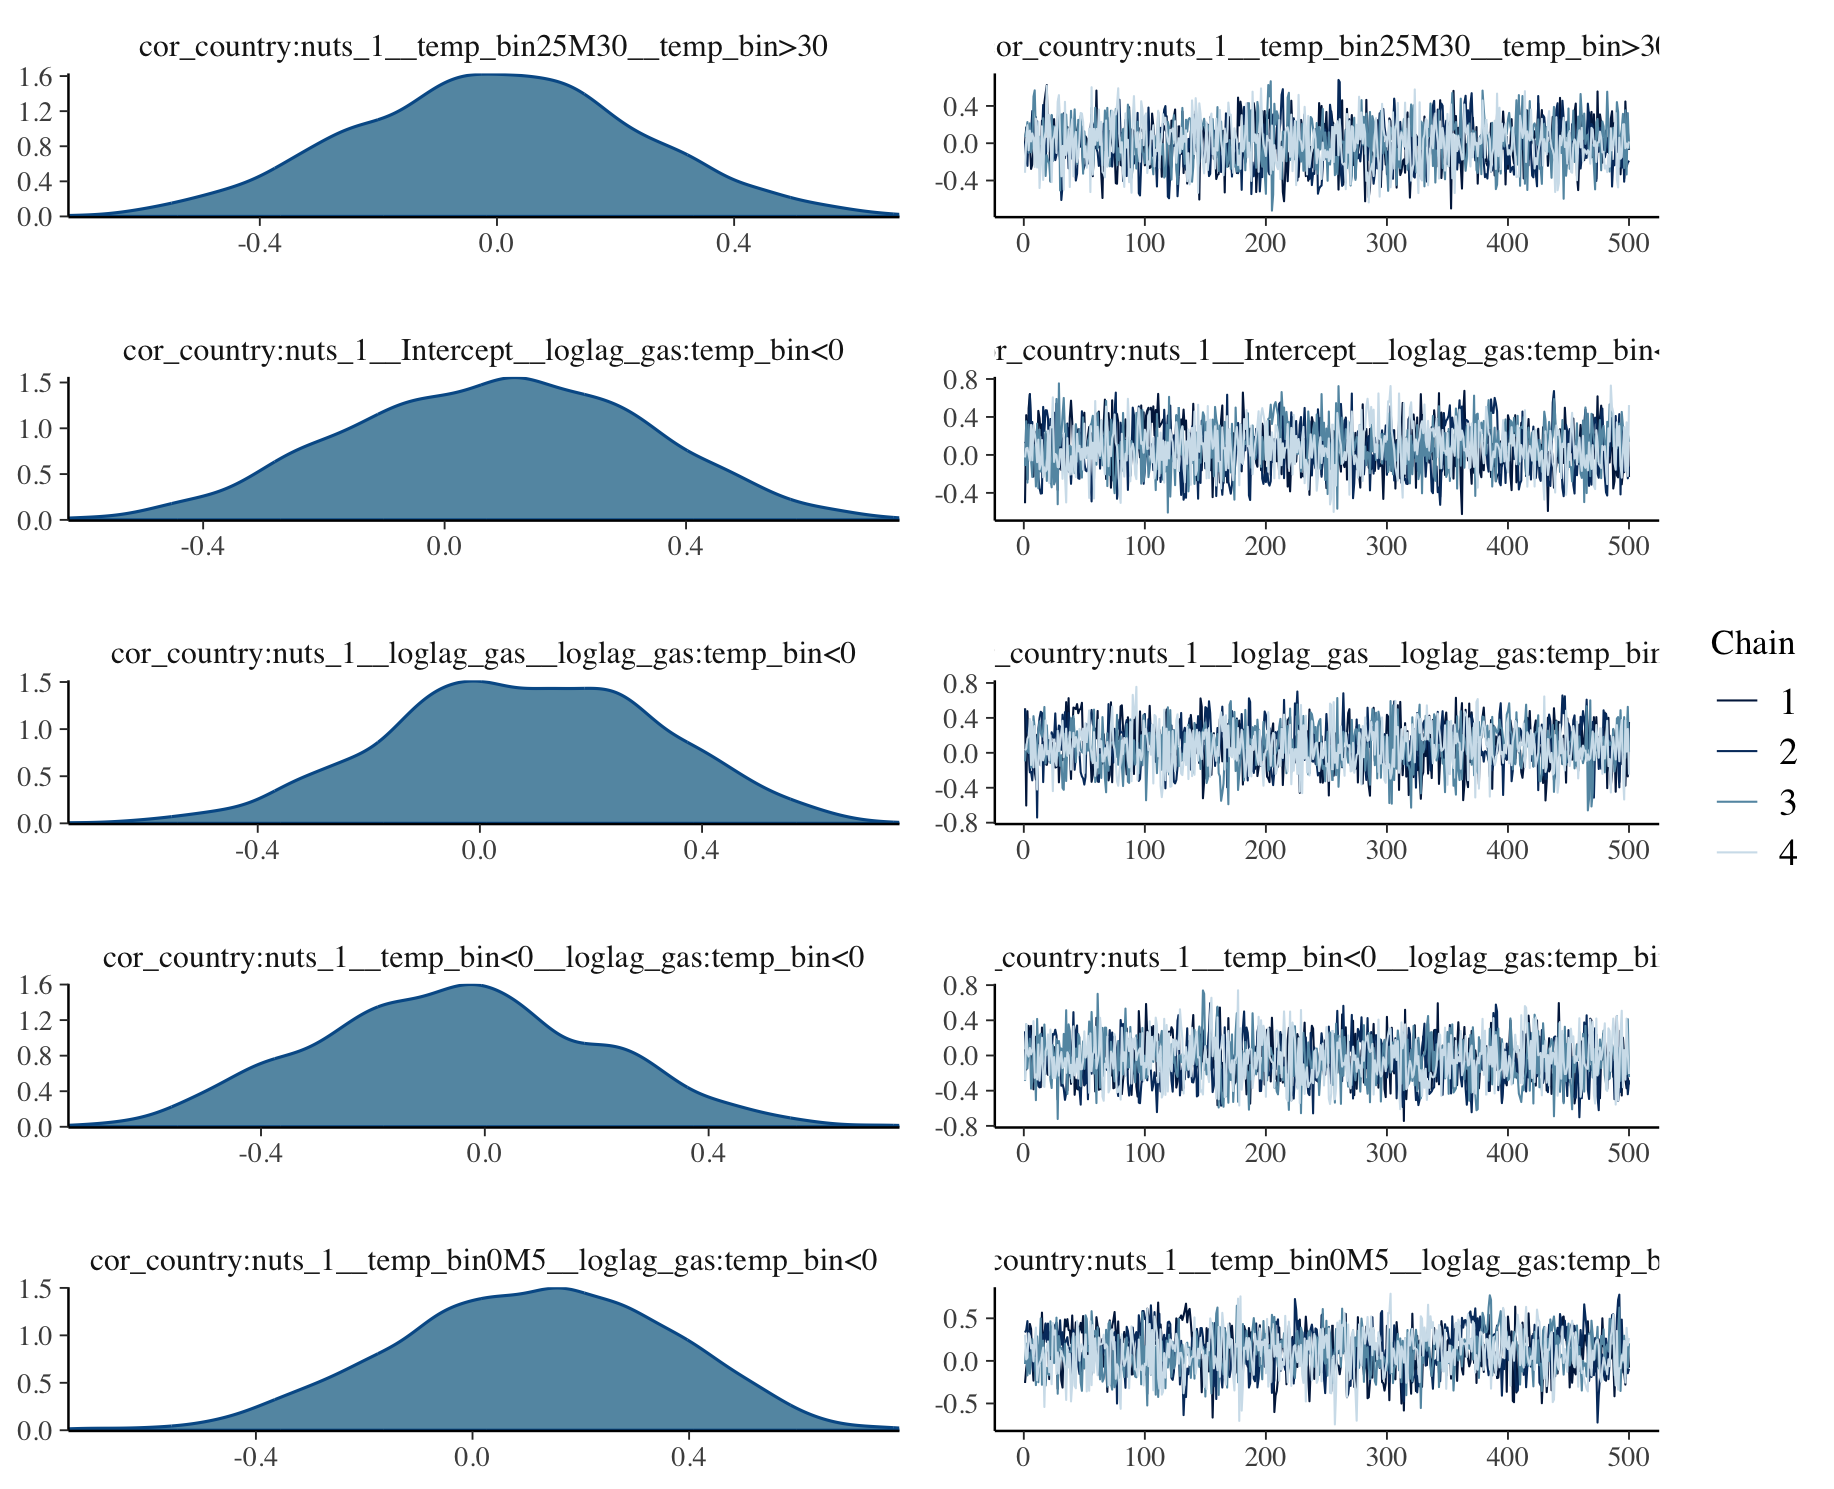 cor_country:nuts_1__temp_bin25M30__temp_bin>30
or_country:nuts_1__temp_bin25M30__temp_bin>30
1.6
1.2
0.8
0.4
0.0
-0.4 0.0 0.4
0.4
0.0
-0.4
0 100 200 300 400 500
cor_country:nuts_1__Intercept__loglag_gas:temp_bin<0
r_country:nuts_1__Intercept__loglag_gas:temp_bin<
1.5
1.0
0.5
0.0
-0.4 0.0 0.4
0.8
0.4
0.0
-0.4
0 100 200 300 400 500
cor_country:nuts_1__loglag_gas__loglag_gas:temp_bin<0
_country:nuts_1__loglag_gas__loglag_gas:temp_bin
1.5
1.0
0.5
0.0
-0.4 0.0 0.4
0.8
0.4
0.0
-0.4
-0.8
0 100 200 300 400 500
Chain
1
2
3
4
cor_country:nuts_1__temp_bin<0__loglag_gas:temp_bin<0
_country:nuts_1__temp_bin<0__loglag_gas:temp_bi
1.6
1.2
0.8
0.4
0.0
-0.4 0.0 0.4
0.8
0.4
0.0
-0.4
-0.8
0 100 200 300 400 500
cor_country:nuts_1__temp_bin0M5__loglag_gas:temp_bin<0
country:nuts_1__temp_bin0M5__loglag_gas:temp_b
1.5
1.0
0.5
0.0
-0.4 0.0 0.4
0.5
0.0
-0.5
0 100 200 300 400 500